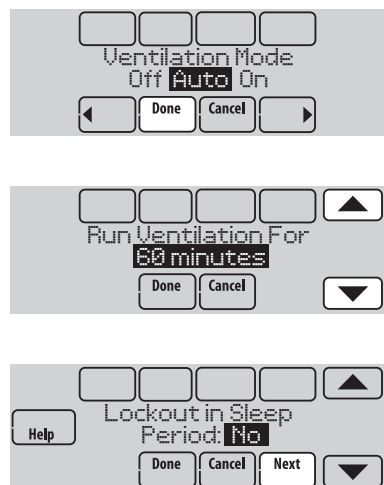 Ventilation Mode
Off Auto On
Done Cancel
Run Ventilation For
60 minutes
Done Cancel
Lockout in Sleep
Help
Period: No
Done Cancel Next